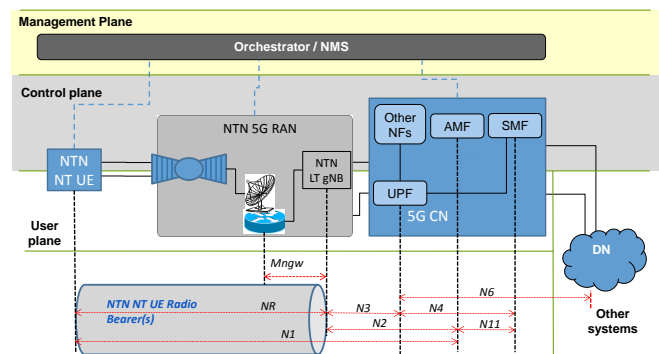 Management Plane
Orchestrator / NMS
Control plane
NTN 5G RAN
Other
NFs
AMF
SMF
NTN
NT UE
NTN
LT gNB
UPF
5G CN
User
plane
DN
Mngw
N6
NTN NT UE Radio
Bearer(s)
NR
N3
N4
Other
systems
N2
N11
N1